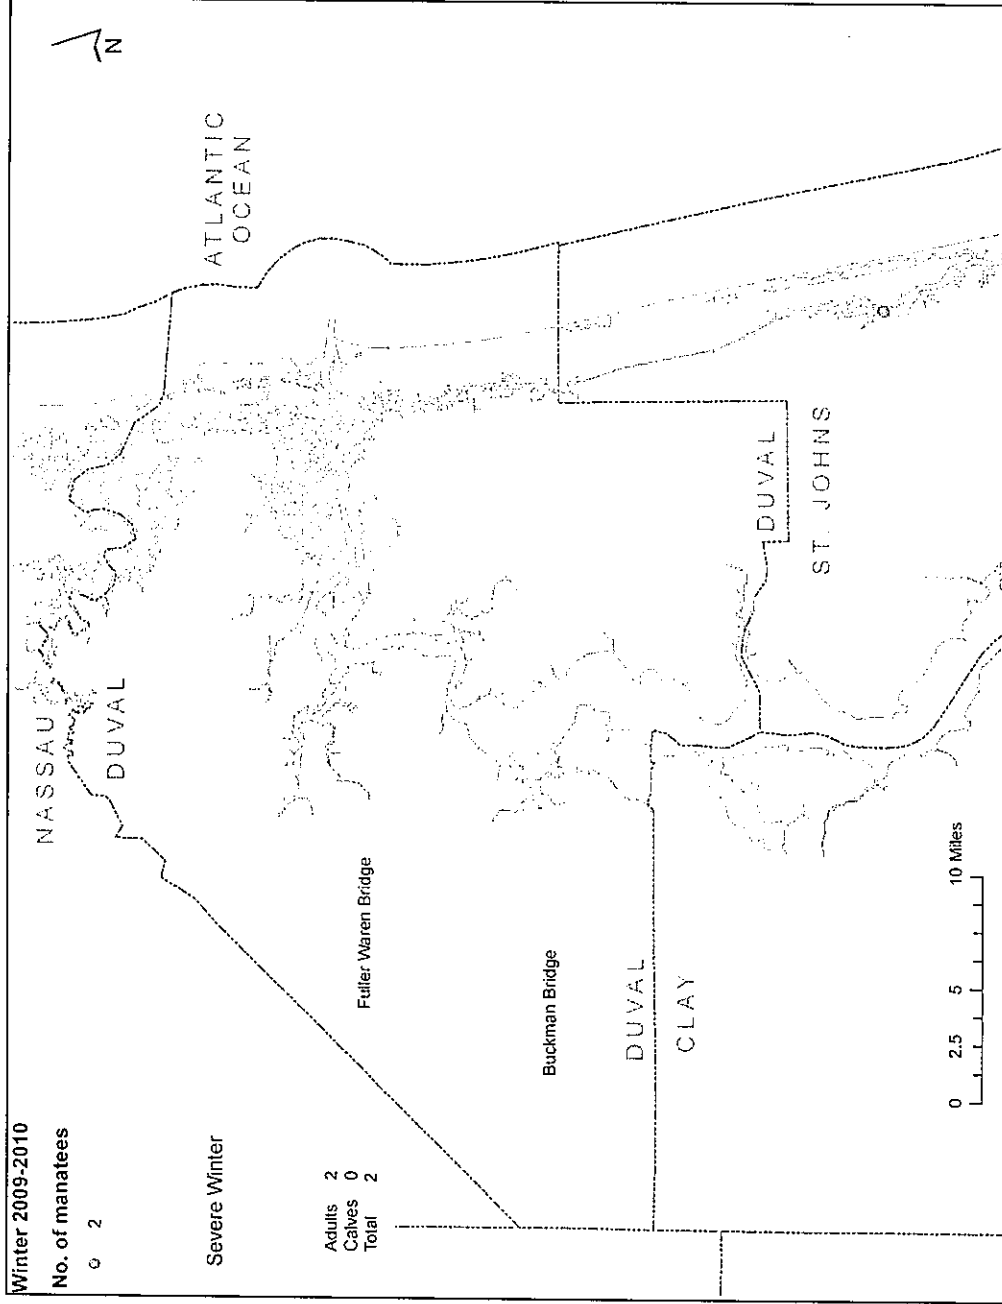 Winter 2009-2010
No. of manatees
2
Severe Winter
Adults 2
Calves 0
Total 2
NASSAU
DUVAL
N
ATLANTIC
OCEAN
Fuller Waren Bridge
Buckman Bridge
DUVAL
CLAY
DUVAL
ST. JOHNS
0 2.5 5 10 Miles